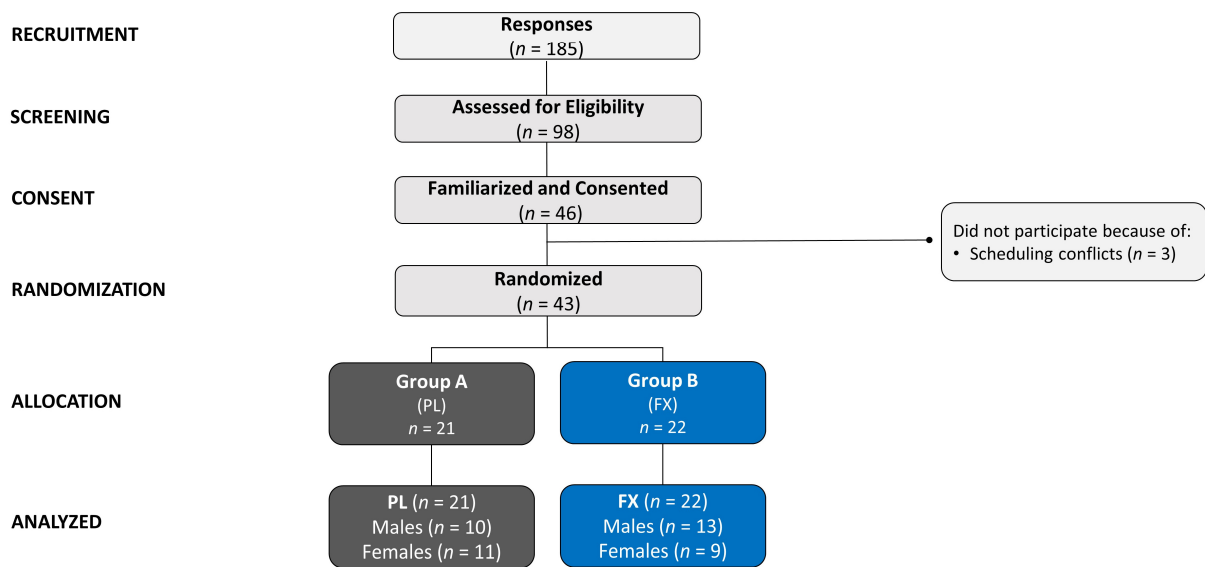 RECRUITMENT
Responses
(n = 185)
SCREENING
Assessed for Eligibility
(n = 98)
CONSENT
Familiarized and Consented
(n = 46)
Did not participate because of:
• Scheduling conflicts (n = 3)
RANDOMIZATION
Randomized
(n = 43)
ALLOCATION
Group A
(PL)
n = 21
Group B
(FX)
n = 22
ANALYZED
PL (n = 21)
Males (n = 10)
Females (n = 11)
FX (n = 22)
Males (n = 13)
Females (n = 9)